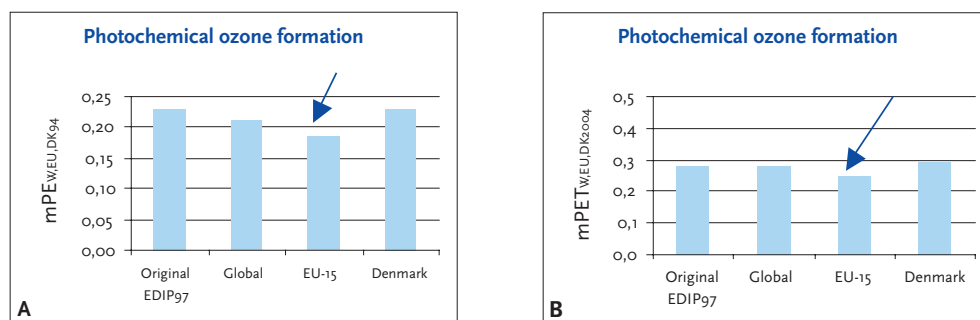 Photochemical ozone formation
mPEW,EU,DK94
0,25
0,20
0,15
0,10
0,05
0,00
Original
EDIP97
Global
EU-15
Denmark
A
Photochemical ozone formation
mPETW,EU,DK2004
0,5
0,4
0,3
0,2
0,1
0,0
Original
EDIP97
Global
EU-15
Denmark
B